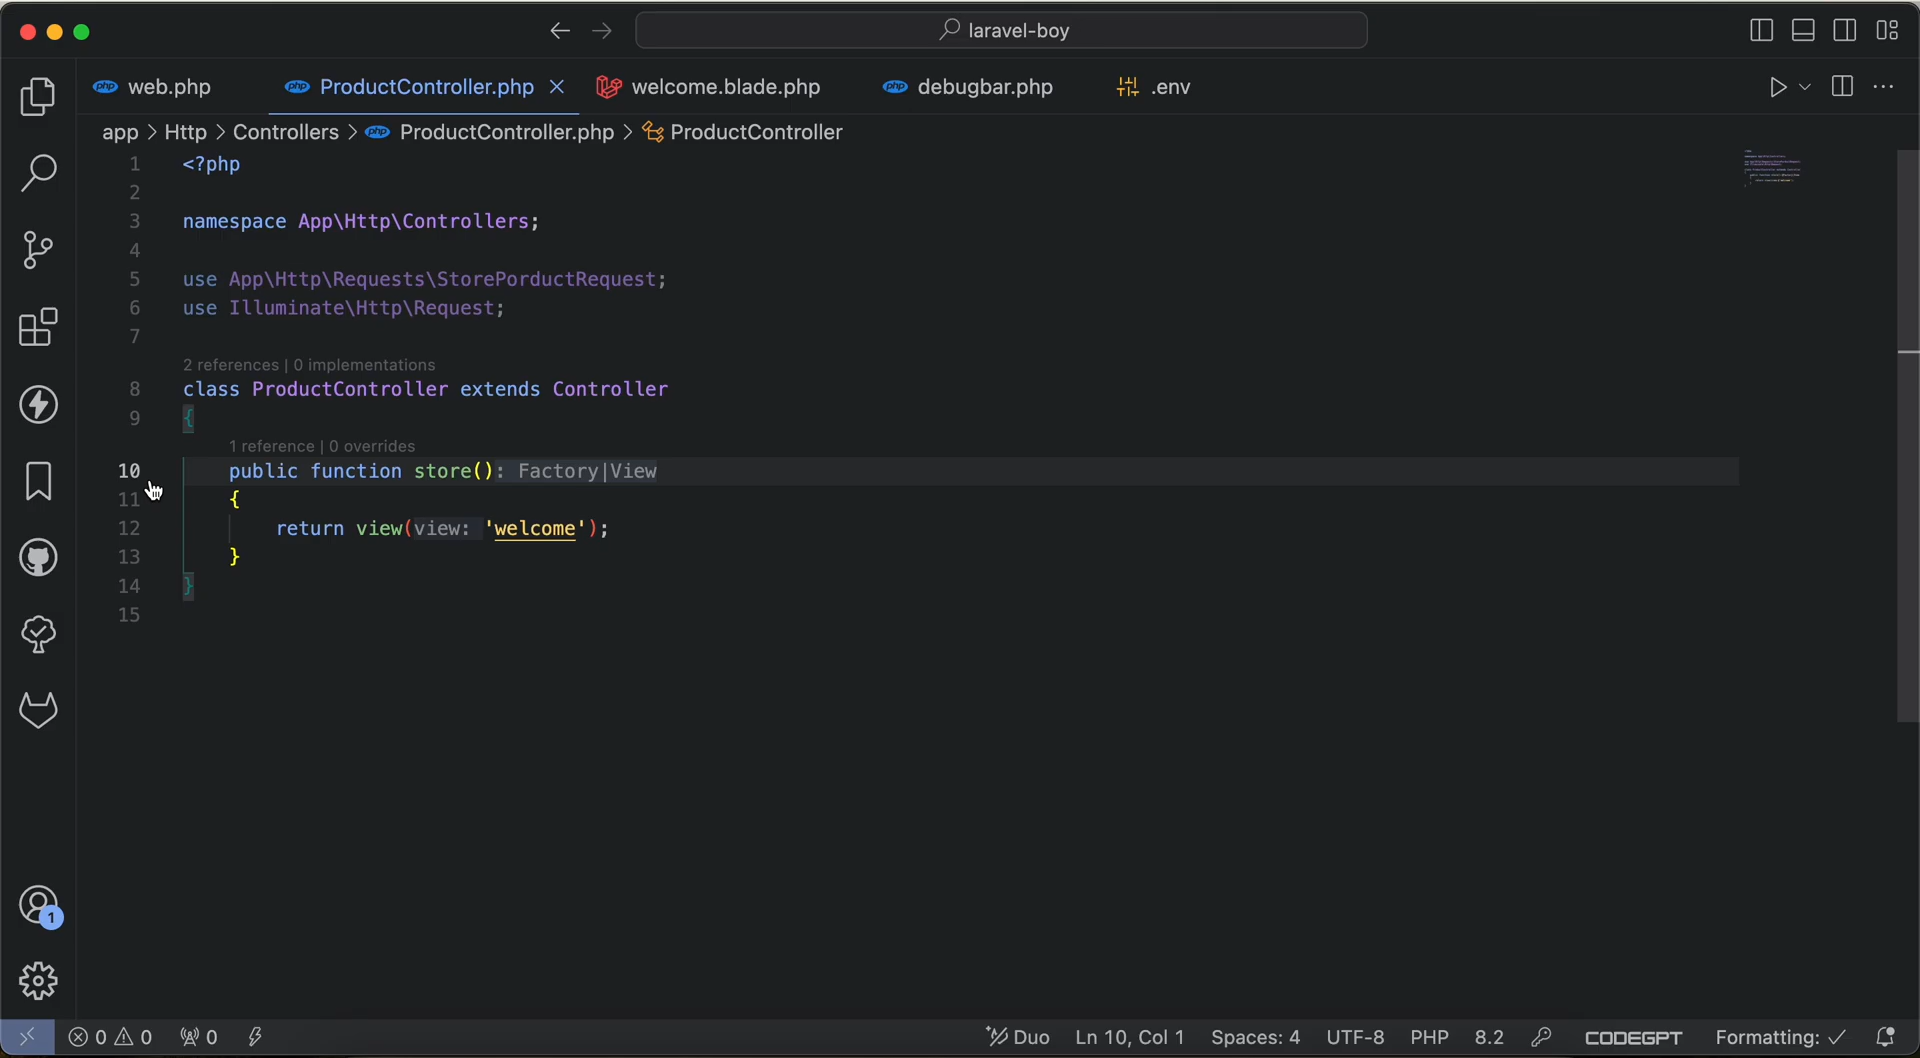 laravel-boy
web.php ProductController.php welcome.blade.php debugbar.php .env
app > Http > Controllers > ProductController.php > ProductController
1 <?php
2
3 namespace App\Http\Controllers;
4
5 use App\Http\Requests\StorePorductRequest;
6 use Illuminate\Http\Request;
7
2 references | 0 implementations
8 class ProductController extends Controller
9 {
1 reference | 0 overrides
10 public function store(): Factory|View
11 {
12 return view(view: 'welcome');
13 }
14 }
15
1
0 0 0 Duo Ln 10, Col 1 Spaces: 4 UTF-8 PHP 8.2 CODEGPT Formatting: ✓